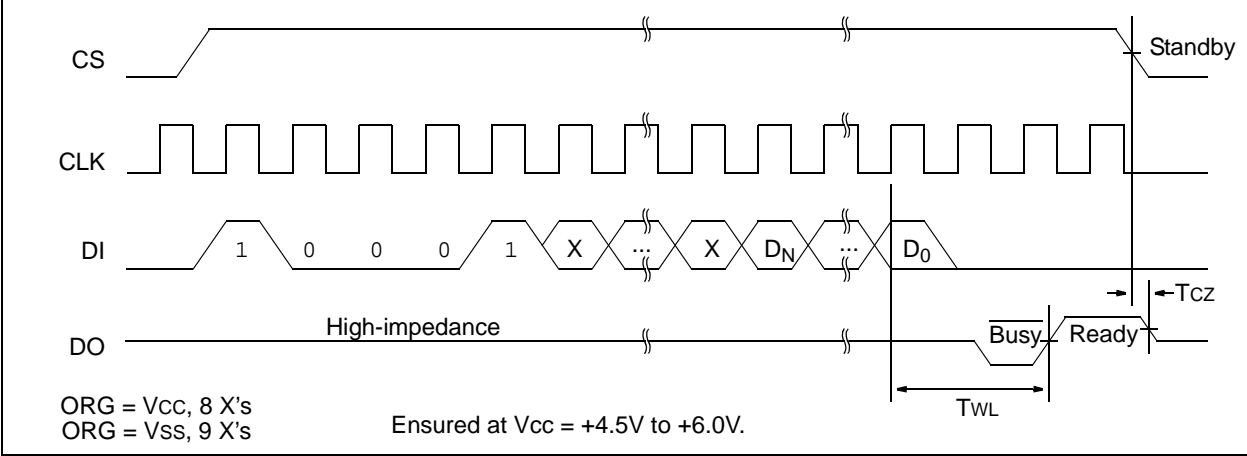 CS
Standby
CLK
DI 1 0 0 0 1 X ... X DN ... D0
TCZ
DO High-impedance Busy Ready
TWL
ORG = VCC, 8 X's
ORG = VSS, 9 X's
Ensured at Vcc = +4.5V to +6.0V.